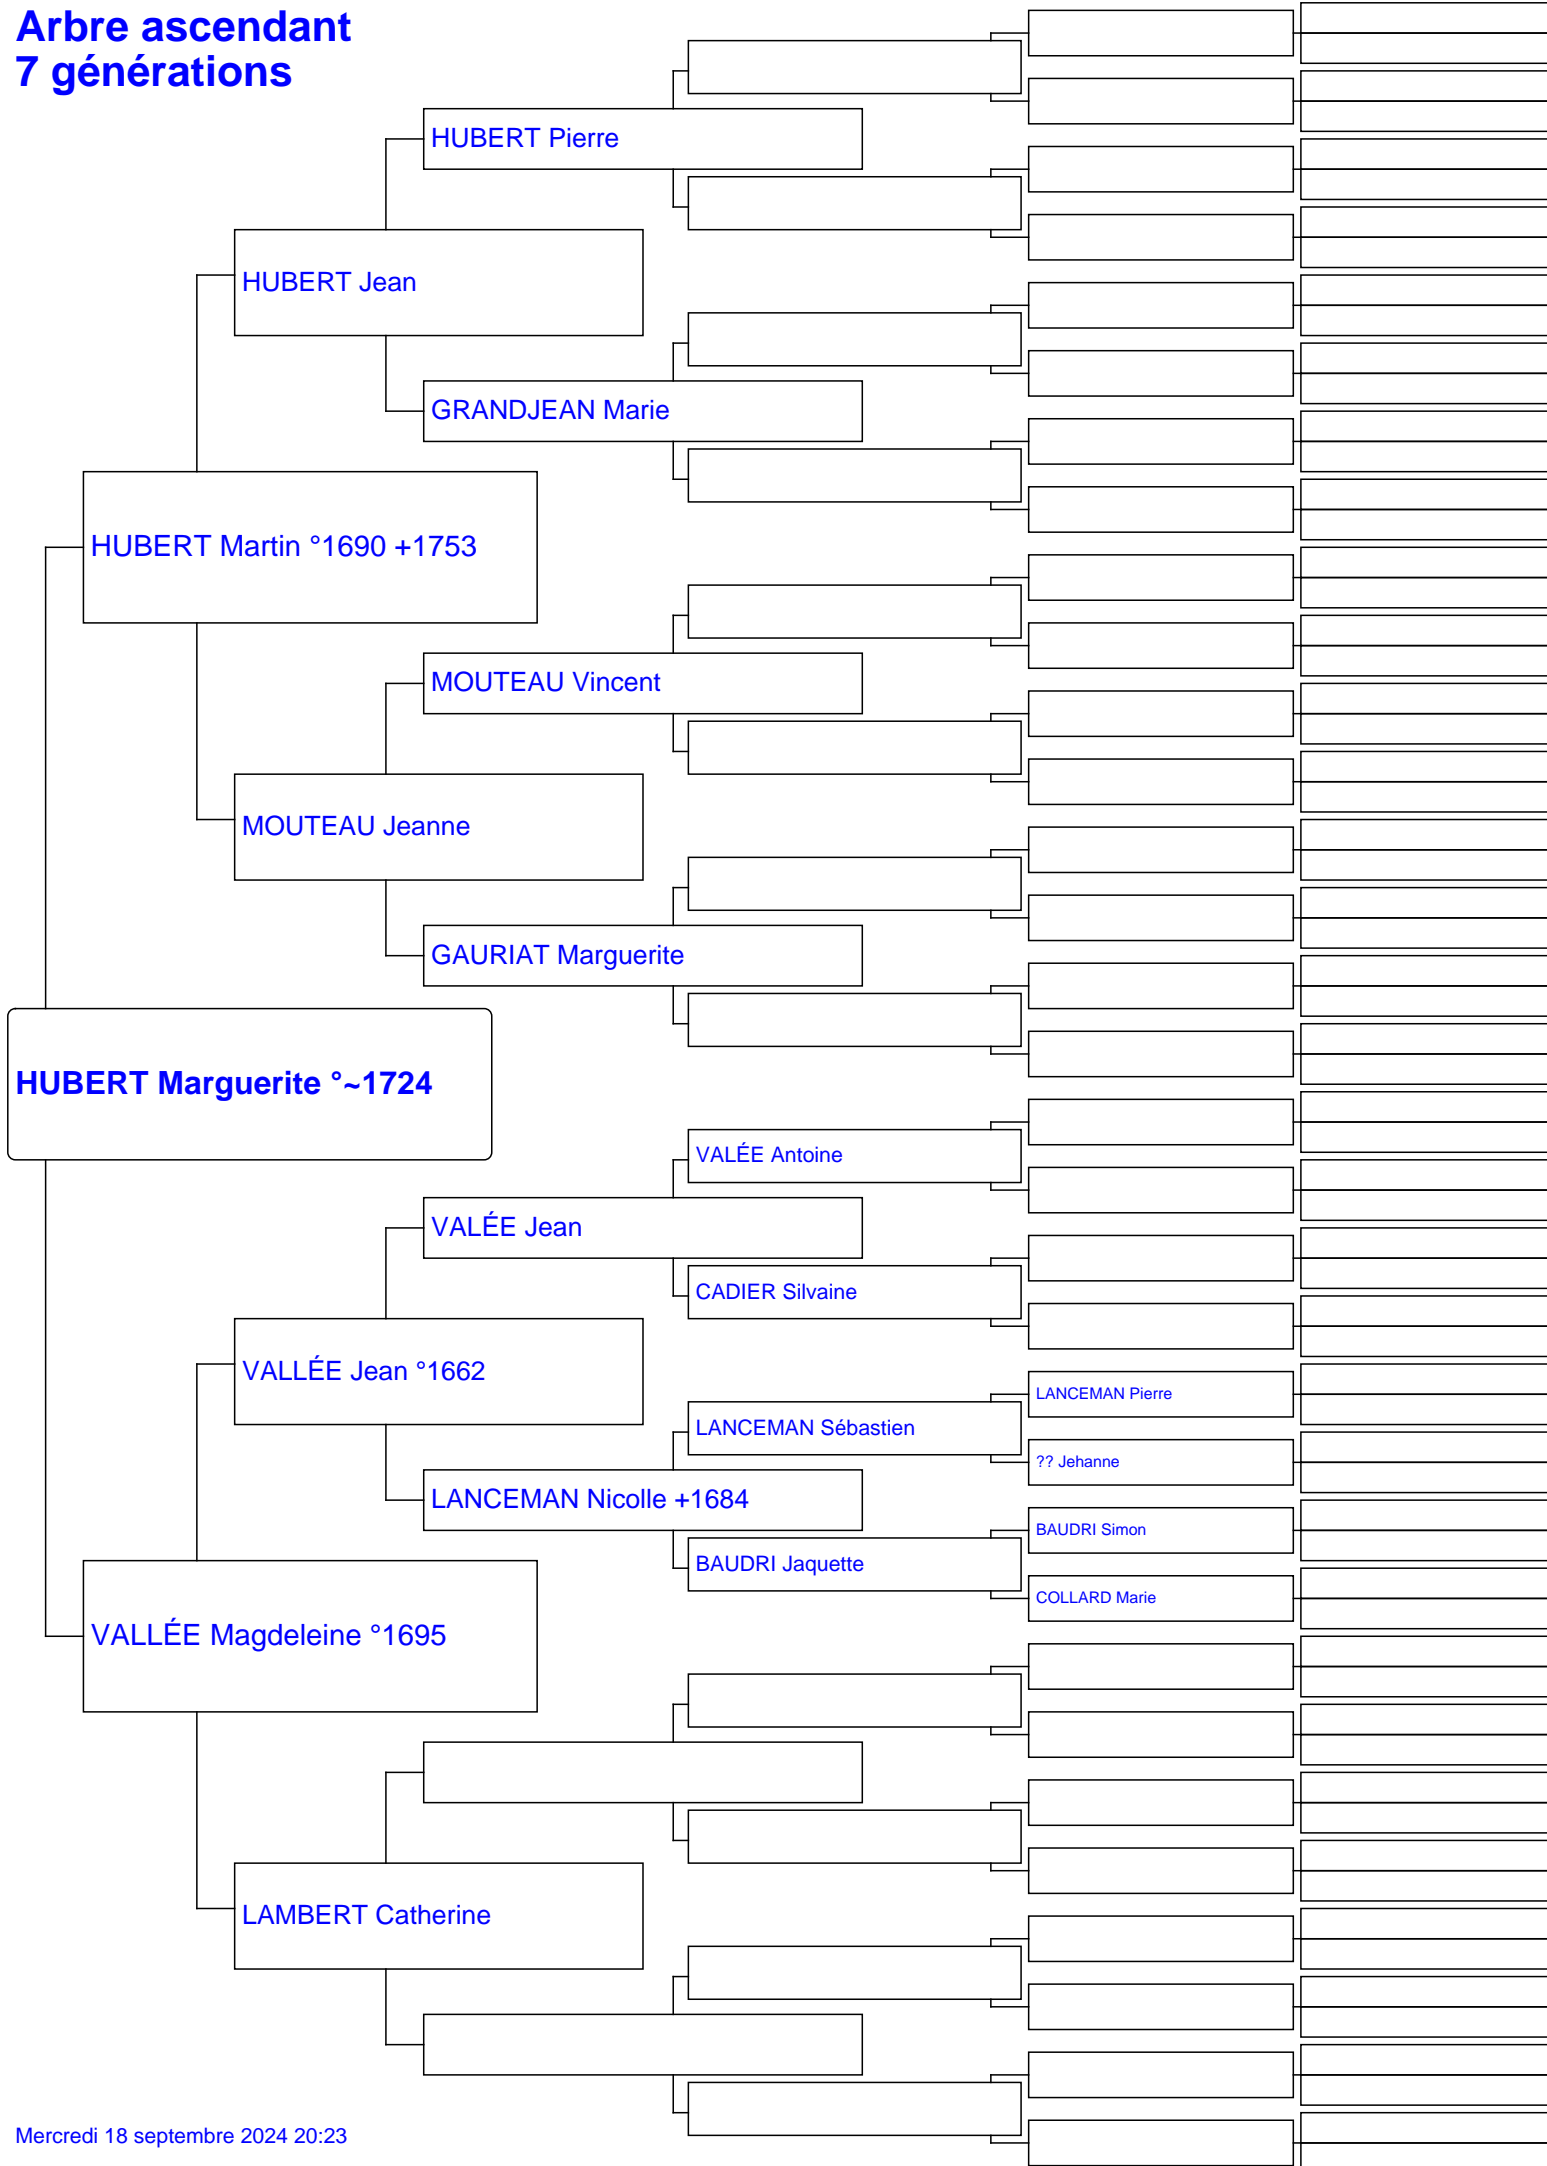 Arbre ascendant
7 générations
HUBERT Pierre
HUBERT Jean
GRANDJEAN Marie
HUBERT Martin °1690 +1753
MOUTEAU Vincent
MOUTEAU Jeanne
GAURIAT Marguerite
HUBERT Marguerite °~1724
VALÉE Antoine
VALÉE Jean
CADIER Silvaine
VALLÉE Jean °1662
LANCEMAN Pierre
LANCEMAN Sébastien
?? Jehanne
LANCEMAN Nicolle +1684
BAUDRI Simon
BAUDRI Jaquette
COLLARD Marie
VALLÉE Magdeleine °1695
LAMBERT Catherine
Mercredi 18 septembre 2024 20:23